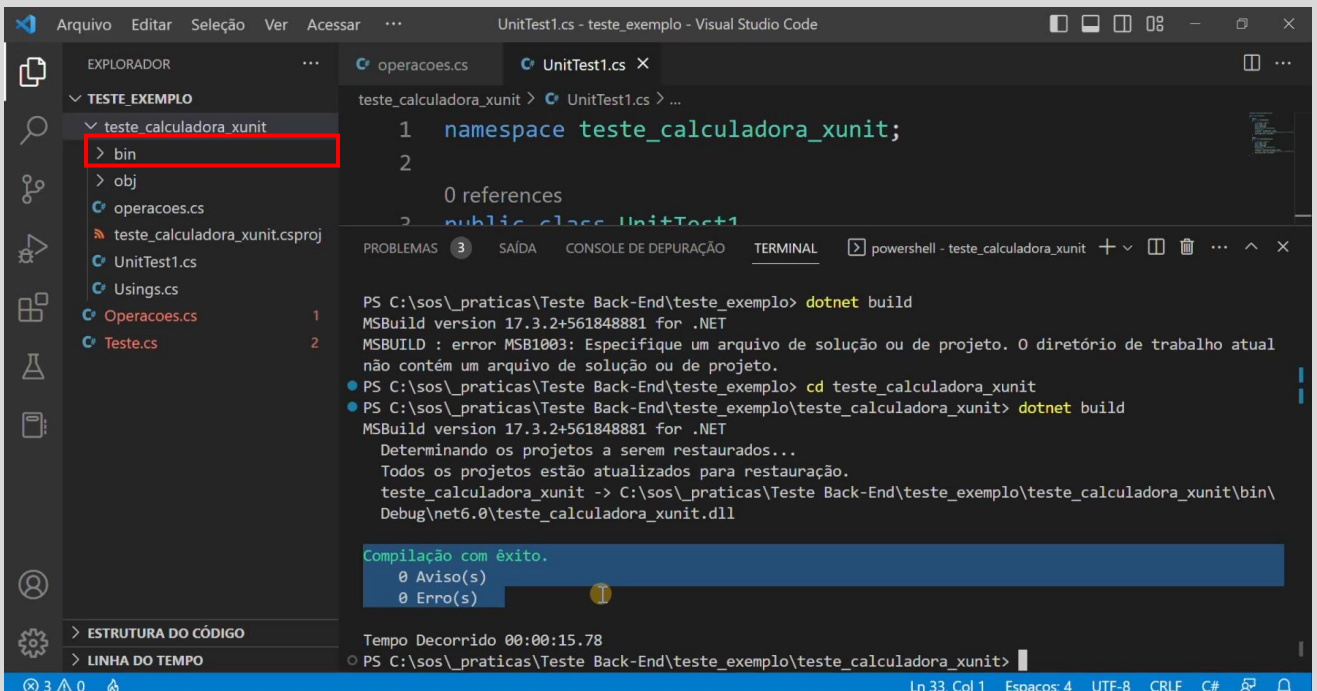 Arquivo Editar Seleção Ver Acessar ··· UnitTest1.cs - teste_exemplo - Visual Studio Code
EXPLORADOR ···
TESTE_EXEMPLO
teste_calculadora_xunit
bin
obj
operacoes.cs
teste_calculadora_xunit.csproj
UnitTest1.cs
Usings.cs
Operacoes.cs 1
Teste.cs 2
ESTRUTURA DO CÓDIGO
LINHA DO TEMPO
operacoes.cs UnitTest1.cs
teste_calculadora_xunit > UnitTest1.cs > ...
1 namespace teste_calculadora_xunit;
2
0 references
3 public class UnitTest1
PROBLEMAS 3 SAÍDA CONSOLE DE DEPURAÇÃO TERMINAL powershell - teste_calculadora_xunit
PS C:\sos\_praticas\Teste Back-End\teste_exemplo> dotnet build
MSBuild version 17.3.2+561848881 for .NET
MSBUILD : error MSB1003: Especifique um arquivo de solução ou de projeto. O diretório de trabalho atual
não contém um arquivo de solução ou de projeto.
PS C:\sos\_praticas\Teste Back-End\teste_exemplo> cd teste_calculadora_xunit
PS C:\sos\_praticas\Teste Back-End\teste_exemplo\teste_calculadora_xunit> dotnet build
MSBuild version 17.3.2+561848881 for .NET
Determinando os projetos a serem restaurados...
Todos os projetos estão atualizados para restauração.
teste_calculadora_xunit -> C:\sos\_praticas\Teste Back-End\teste_exemplo\teste_calculadora_xunit\bin\
Debug\net6.0\teste_calculadora_xunit.dll
Compilação com êxito.
0 Aviso(s)
0 Erro(s)
Tempo Decorrido 00:00:15.78
PS C:\sos\_praticas\Teste Back-End\teste_exemplo\teste_calculadora_xunit>
3 0 Ln 33, Col 1 Espaços: 4 UTF-8 CRLF C#